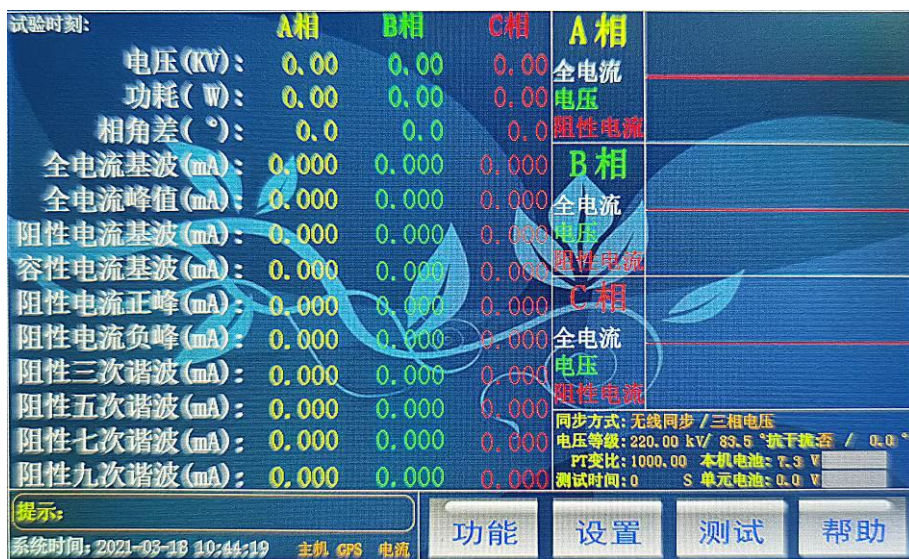 试验时刻: A相 B相 C相
电压(KV): 0.00 0.00 0.00
功耗( W): 0.00 0.00 0.00
相角差( °): 0.0 0.0 0.0
全电流基波(mA): 0.000 0.000 0.000
全电流峰值(mA): 0.000 0.000 0.000
阻性电流基波(mA): 0.000 0.000 0.000
容性电流基波(mA): 0.000 0.000 0.000
阻性电流正峰(mA): 0.000 0.000 0.000
阻性电流负峰(mA): 0.000 0.000 0.000
阻性三次谐波(mA): 0.000 0.000 0.000
阻性五次谐波(mA): 0.000 0.000 0.000
阻性七次谐波(mA): 0.000 0.000 0.000
阻性九次谐波(mA): 0.000 0.000 0.000
A相
全电流
电压
阻性电流
B相
全电流
电压
阻性电流
C相
全电流
电压
阻性电流
同步方式: 无线同步 /三相电压
电压等级: 220.00 kV/ 83.5 °抗干扰:否 / 0.0 °
PT变比: 1000.00 本机电池: 7.3 V
测试时间: 0 S 单元电池: 0.0 V
提示:
系统时间: 2021-03-18 10:44:19 主机 GPS 电流
功能 设置 测试 帮助